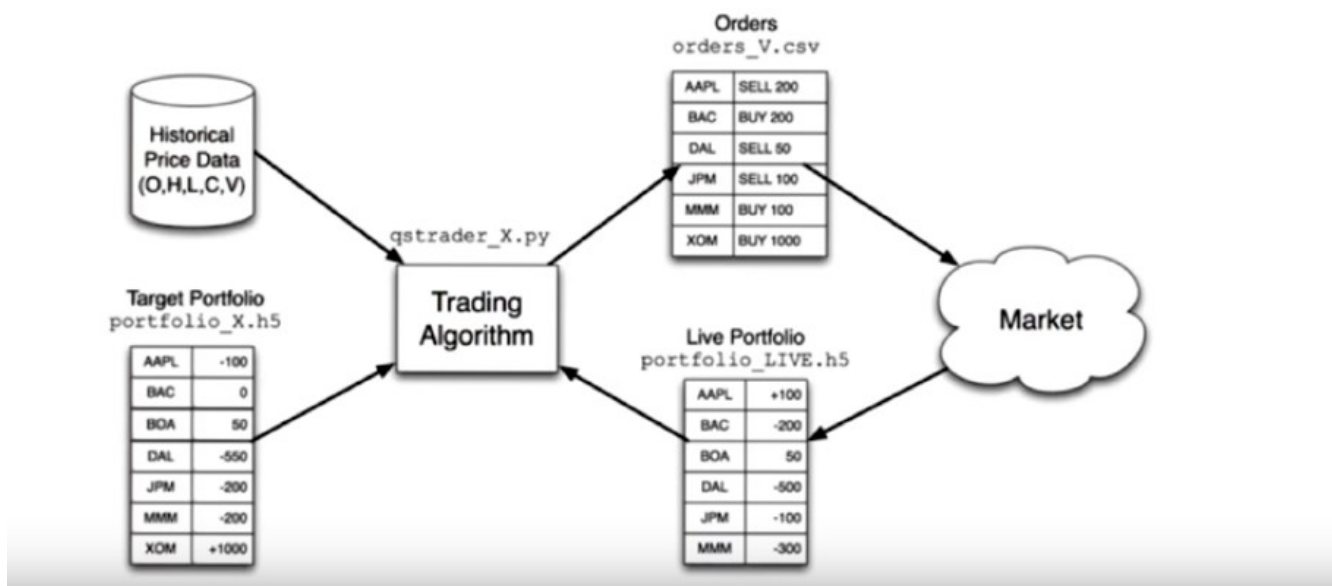 Orders
orders_V.csv
AAPL SELL 200
BAC BUY 200
DAL SELL 50
JPM SELL 100
MMM BUY 100
XOM BUY 1000
Historical
Price Data
(O,H,L,C,V)
qstrader_X.py
Trading
Algorithm
Target Portfolio
portfolio_X.h5
AAPL -100
BAC 0
BOA 50
DAL -550
JPM -200
MMM -200
XOM +1000
Market
Live Portfolio
portfolio_LIVE.h5
AAPL +100
BAC -200
BOA 50
DAL -500
JPM -100
MMM -300